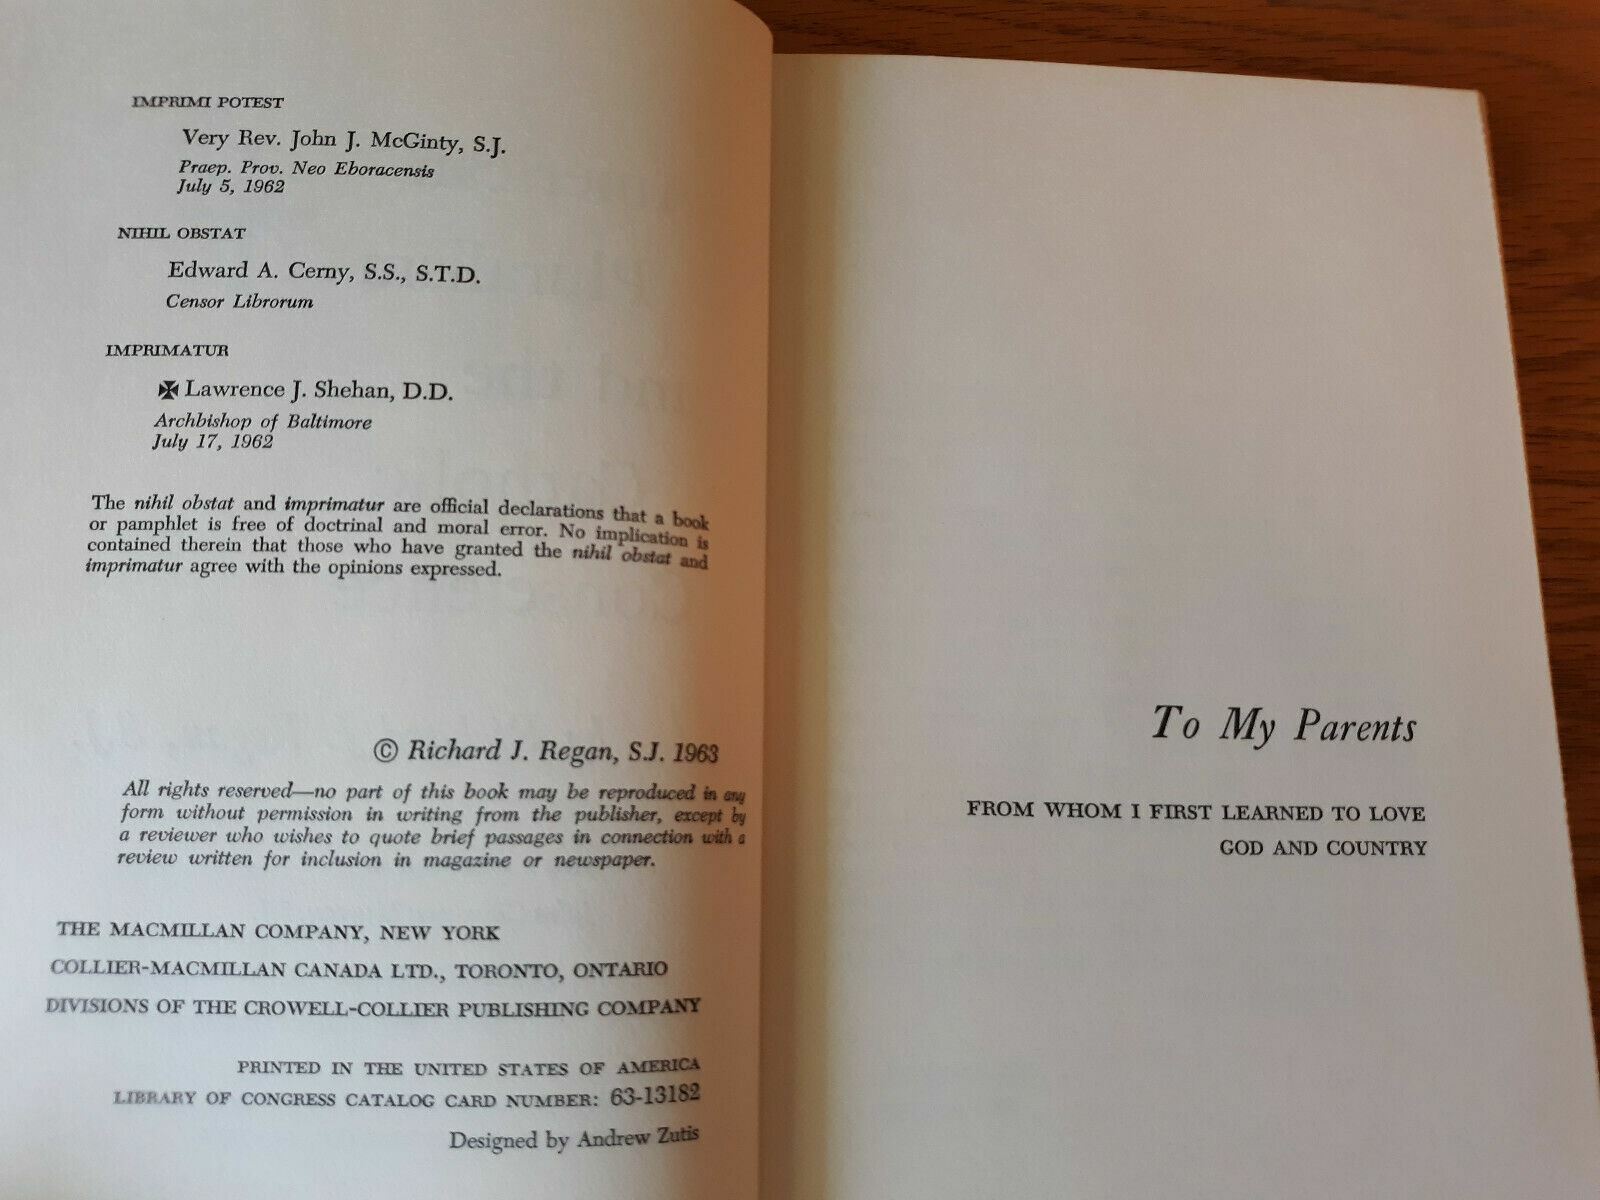 IMPRIMI POTEST
Very Rev. John J. McGinty, S.J.
Praep. Prov. Neo Eboracensis
July 5, 1962
NIHIL OBSTAT
Edward A. Cerny, S.S., S.T.D.
Censor Librorum
IMPRIMATUR
✠ Lawrence J. Shehan, D.D.
Archbishop of Baltimore
July 17, 1962
The nihil obstat and imprimatur are official declarations that a book
or pamphlet is free of doctrinal and moral error. No implication is
contained therein that those who have granted the nihil obstat and
imprimatur agree with the opinions expressed.
© Richard J. Regan, S.J. 1963
All rights reserved—no part of this book may be reproduced in any
form without permission in writing from the publisher, except by
a reviewer who wishes to quote brief passages in connection with a
review written for inclusion in magazine or newspaper.
THE MACMILLAN COMPANY, NEW YORK
COLLIER-MACMILLAN CANADA LTD., TORONTO, ONTARIO
DIVISIONS OF THE CROWELL-COLLIER PUBLISHING COMPANY
PRINTED IN THE UNITED STATES OF AMERICA
LIBRARY OF CONGRESS CATALOG CARD NUMBER: 63-13182
Designed by Andrew Zutis
To My Parents
FROM WHOM I FIRST LEARNED TO LOVE
GOD AND COUNTRY